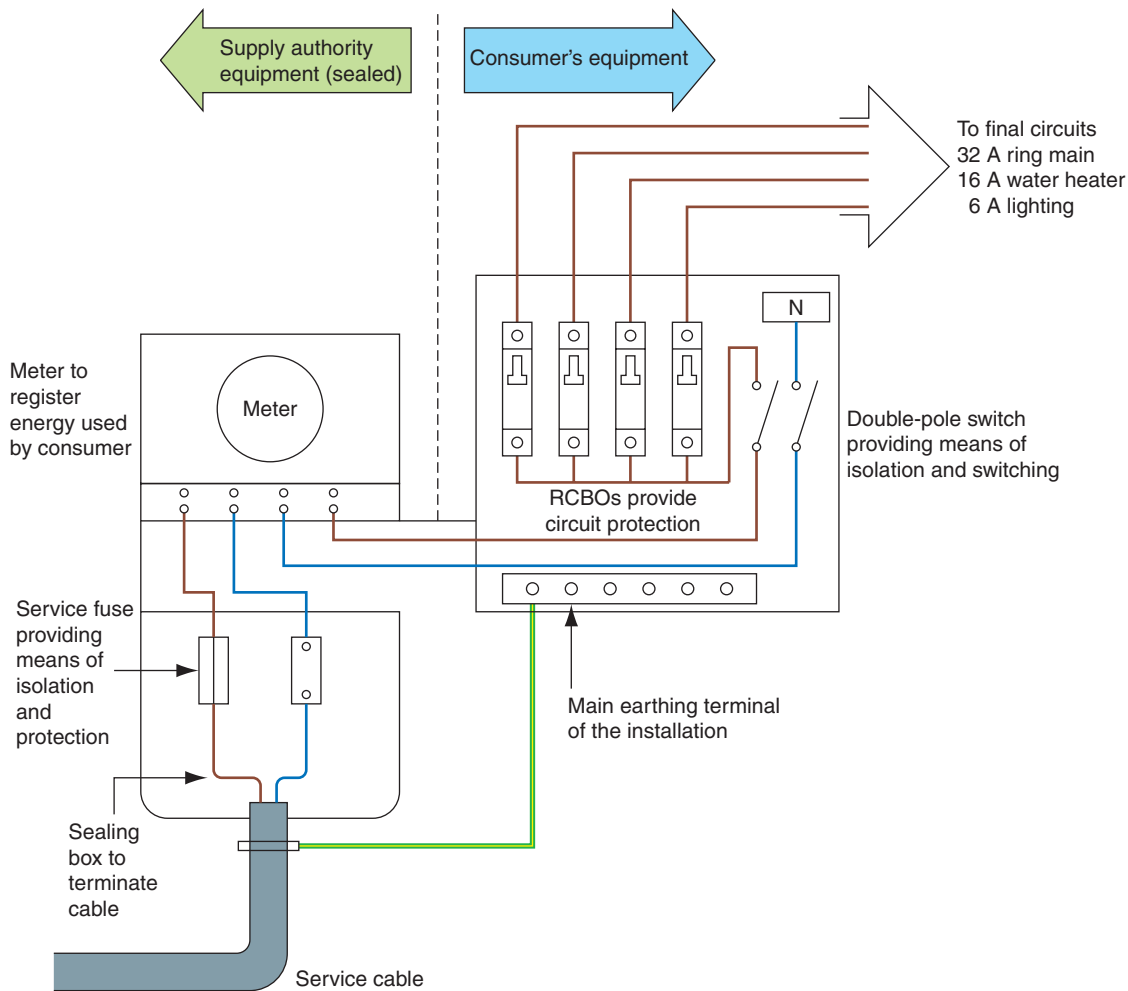 Supply authority
equipment (sealed)
Consumer's equipment
To final circuits
32 A ring main
16 A water heater
6 A lighting
N
Meter to
register
energy used
by consumer
Meter
Double-pole switch
providing means of
isolation and switching
RCBOs provide
circuit protection
Service fuse
providing
means of
isolation
and
protection
Main earthing terminal
of the installation
Sealing
box to
terminate
cable
Service cable